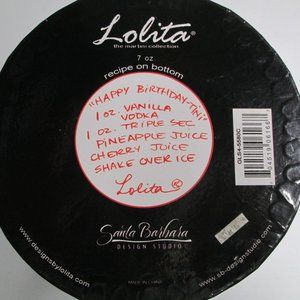 Lolita®
the martini collection
7 oz.
recipe on bottom
"HAPPY BIRTHDAY-TINI"
1 OZ. VANILLA
VODKA
1 OZ. TRIPLE SEC
PINEAPPLE JUICE
CHERRY JUICE
SHAKE OVER ICE
Lolita ©
GLS4-5580C
Santa Barbara
DESIGN STUDIO
www.designsbylolita.com
www.sb-designstudio.com
MADE IN CHINA